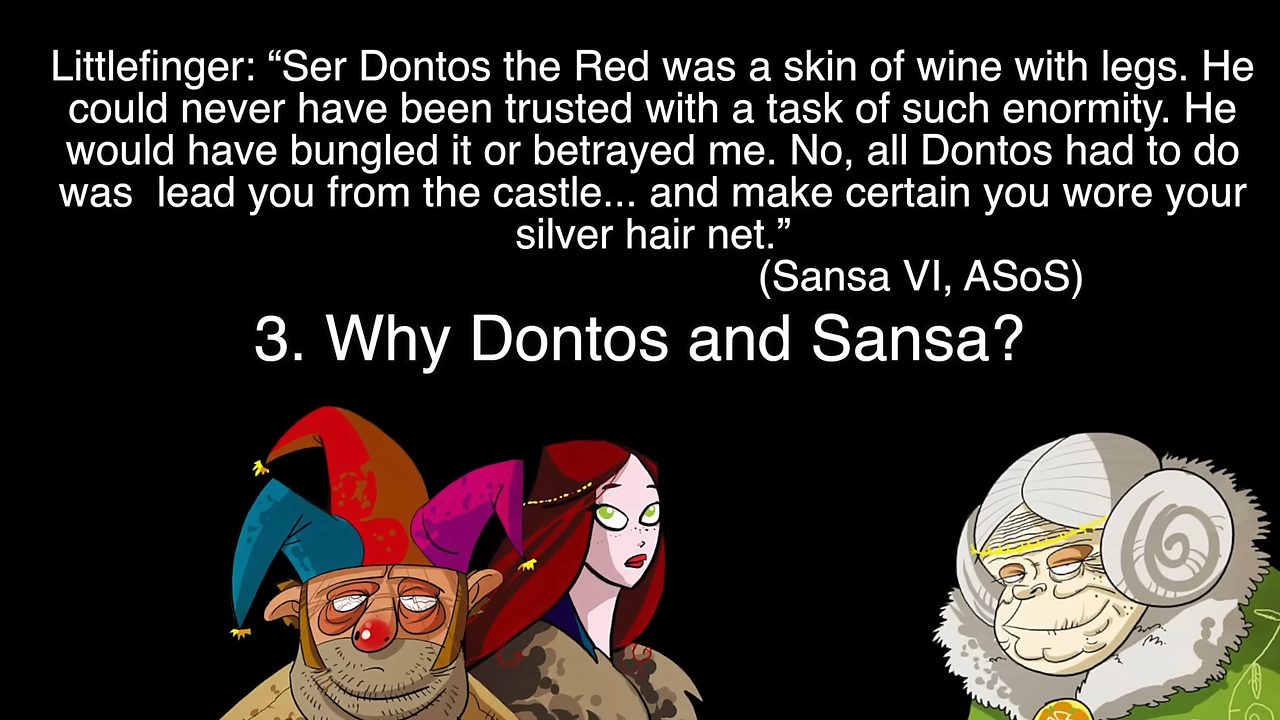 Littlefinger: “Ser Dontos the Red was a skin of wine with legs. He
could never have been trusted with a task of such enormity. He
would have bungled it or betrayed me. No, all Dontos had to do
was  lead you from the castle... and make certain you wore your
silver hair net.”
(Sansa VI, ASoS)
3. Why Dontos and Sansa?